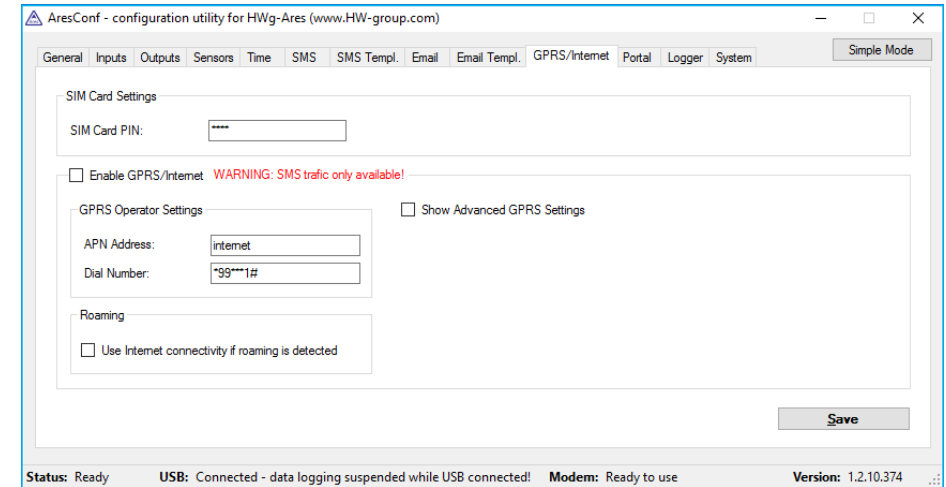 AresConf - configuration utility for HWg-Ares (www.HW-group.com)
General Inputs Outputs Sensors Time SMS SMS Templ. Email Email Templ. GPRS/Internet Portal Logger System Simple Mode
SIM Card Settings
SIM Card PIN: ****
Enable GPRS/Internet WARNING: SMS trafic only available!
GPRS Operator Settings Show Advanced GPRS Settings
APN Address: internet
Dial Number: *99***1#
Roaming
Use Internet connectivity if roaming is detected
Save
Status: Ready USB: Connected - data logging suspended while USB connected! Modem: Ready to use Version: 1.2.10.374